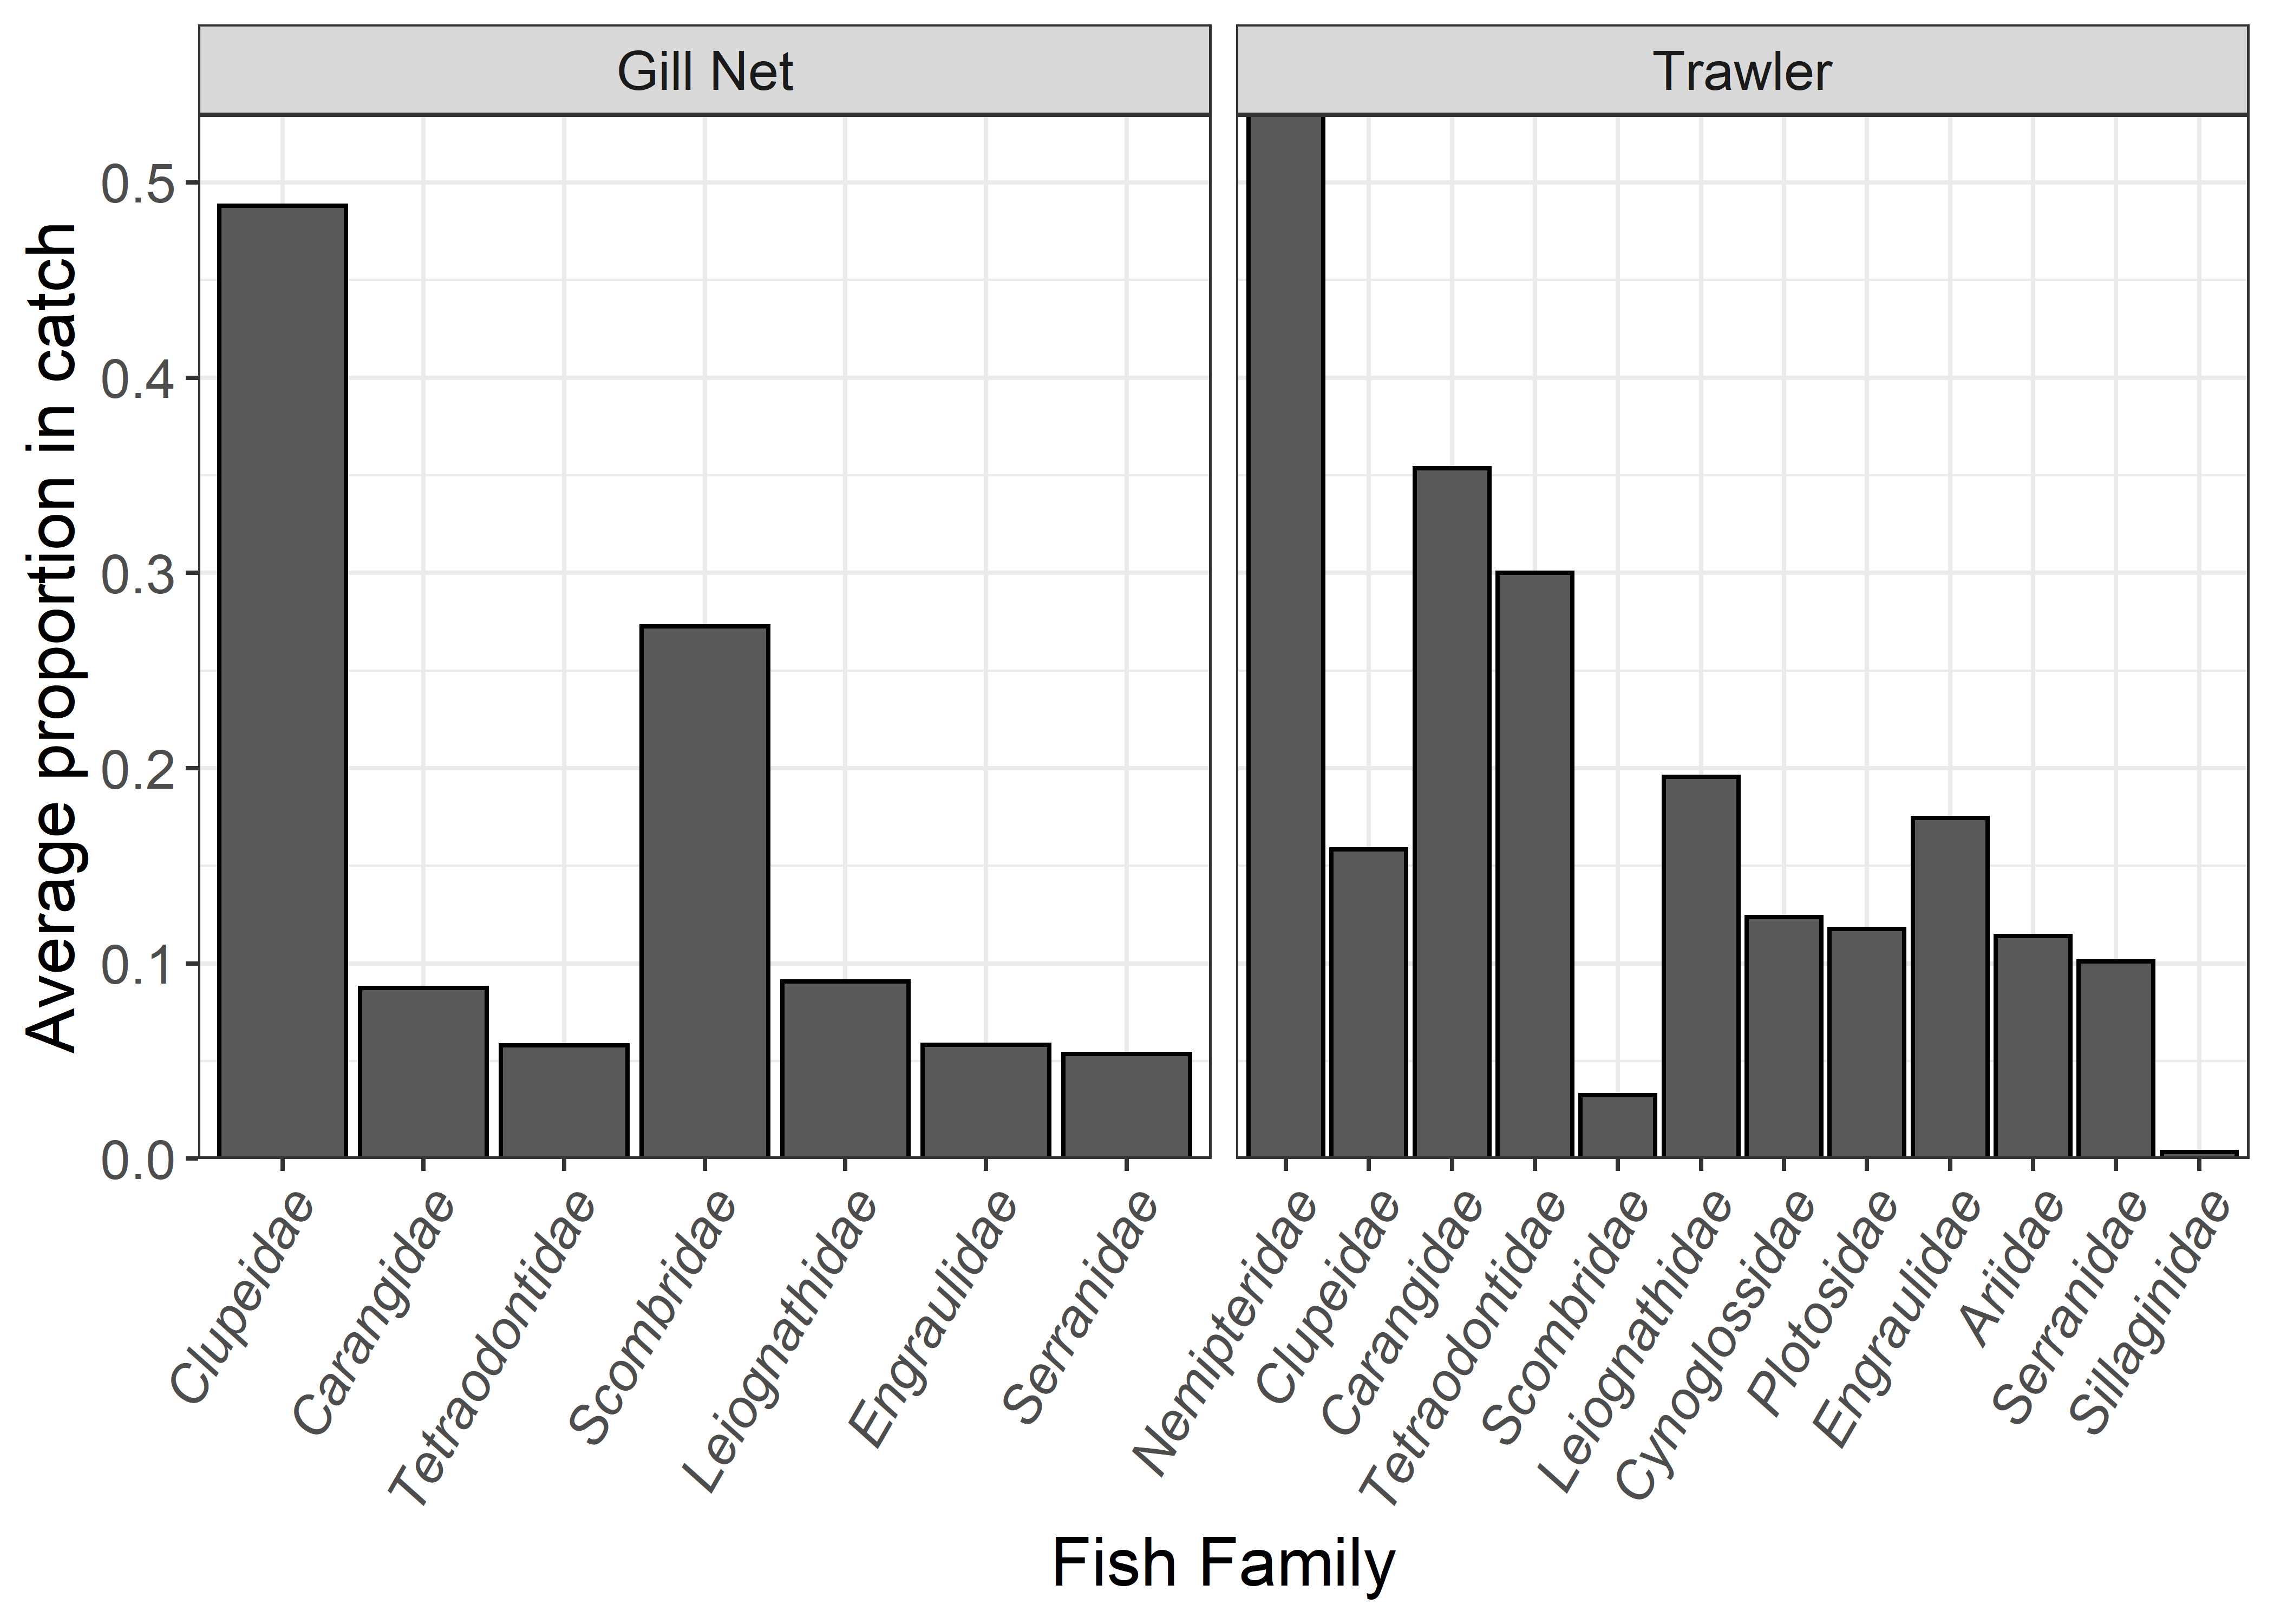 Gill Net
Trawler
Average proportion in catch
0.5
0.4
0.3
0.2
0.1
0.0
Clupeidae
Carangidae
Tetraodontidae
Scombridae
Leiognathidae
Engraulidae
Serranidae
Nemipteridae
Clupeidae
Carangidae
Tetraodontidae
Scombridae
Leiognathidae
Cynoglossidae
Plotosidae
Engraulidae
Ariidae
Serranidae
Sillaginidae
Fish Family